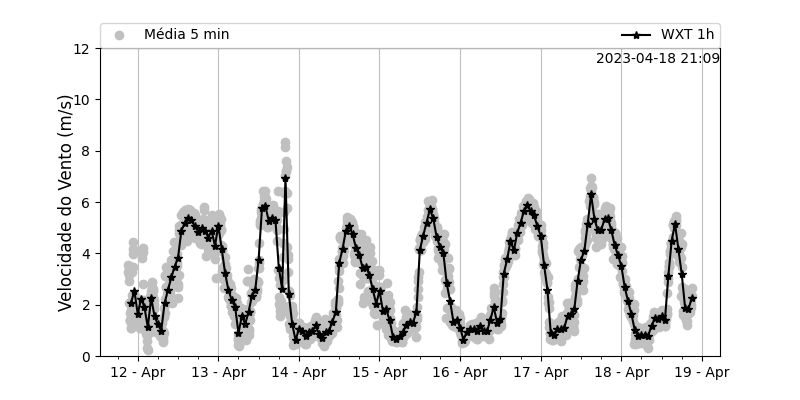 Média 5 min
WXT 1h
2023-04-18 21:09
Velocidade do Vento (m/s)
12
10
8
6
4
2
0
12 - Apr 13 - Apr 14 - Apr 15 - Apr 16 - Apr 17 - Apr 18 - Apr 19 - Apr